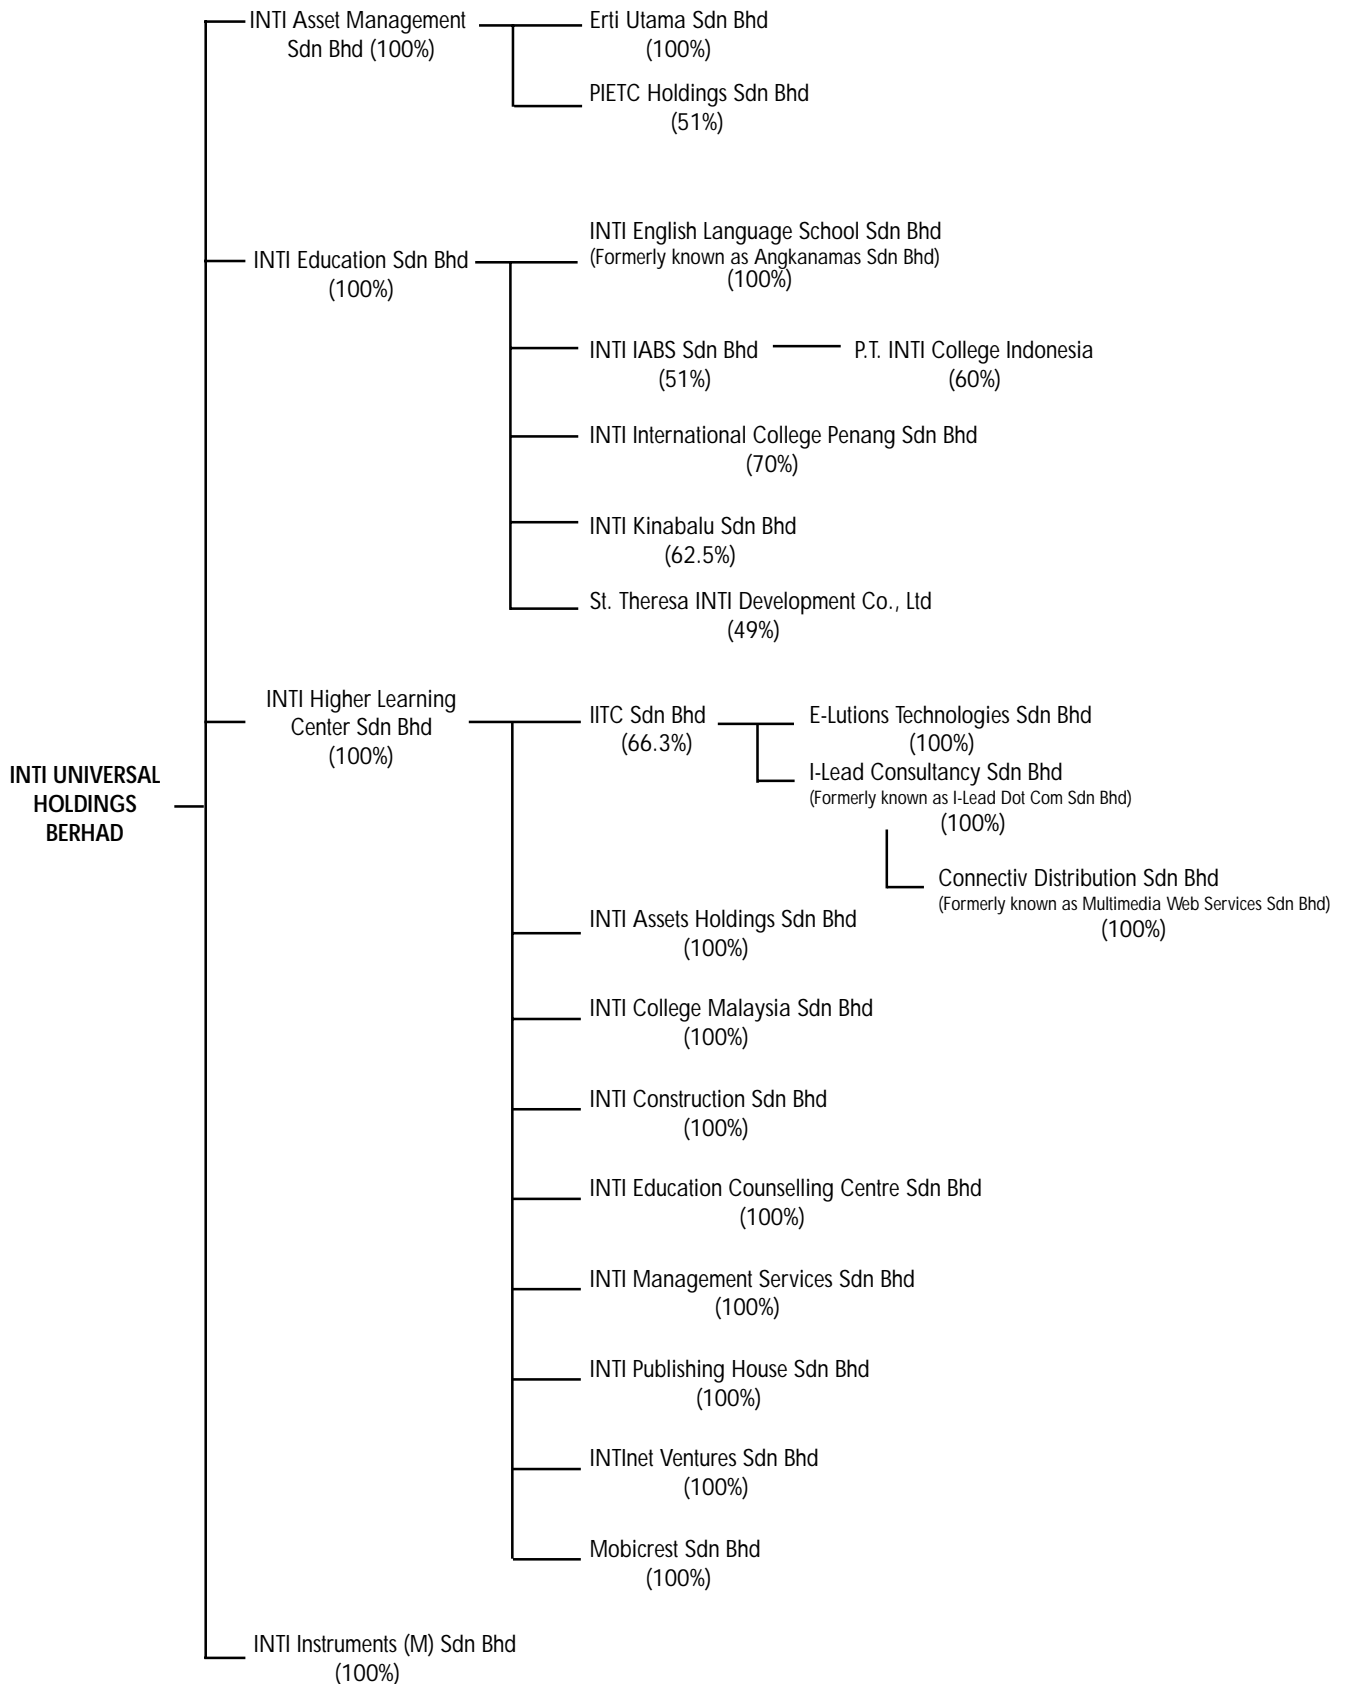 INTI UNIVERSAL
HOLDINGS
BERHAD
INTI Asset Management
Sdn Bhd (100%)
Erti Utama Sdn Bhd
(100%)
PIETC Holdings Sdn Bhd
(51%)
INTI Education Sdn Bhd
(100%)
INTI English Language School Sdn Bhd
(Formerly known as Angkanamas Sdn Bhd)
(100%)
INTI IABS Sdn Bhd
(51%)
P.T. INTI College Indonesia
(60%)
INTI International College Penang Sdn Bhd
(70%)
INTI Kinabalu Sdn Bhd
(62.5%)
St. Theresa INTI Development Co., Ltd
(49%)
INTI Higher Learning
Center Sdn Bhd
(100%)
IITC Sdn Bhd
(66.3%)
E-Lutions Technologies Sdn Bhd
(100%)
I-Lead Consultancy Sdn Bhd
(Formerly known as I-Lead Dot Com Sdn Bhd)
(100%)
Connectiv Distribution Sdn Bhd
(Formerly known as Multimedia Web Services Sdn Bhd)
(100%)
INTI Assets Holdings Sdn Bhd
(100%)
INTI College Malaysia Sdn Bhd
(100%)
INTI Construction Sdn Bhd
(100%)
INTI Education Counselling Centre Sdn Bhd
(100%)
INTI Management Services Sdn Bhd
(100%)
INTI Publishing House Sdn Bhd
(100%)
INTInet Ventures Sdn Bhd
(100%)
Mobicrest Sdn Bhd
(100%)
INTI Instruments (M) Sdn Bhd
(100%)